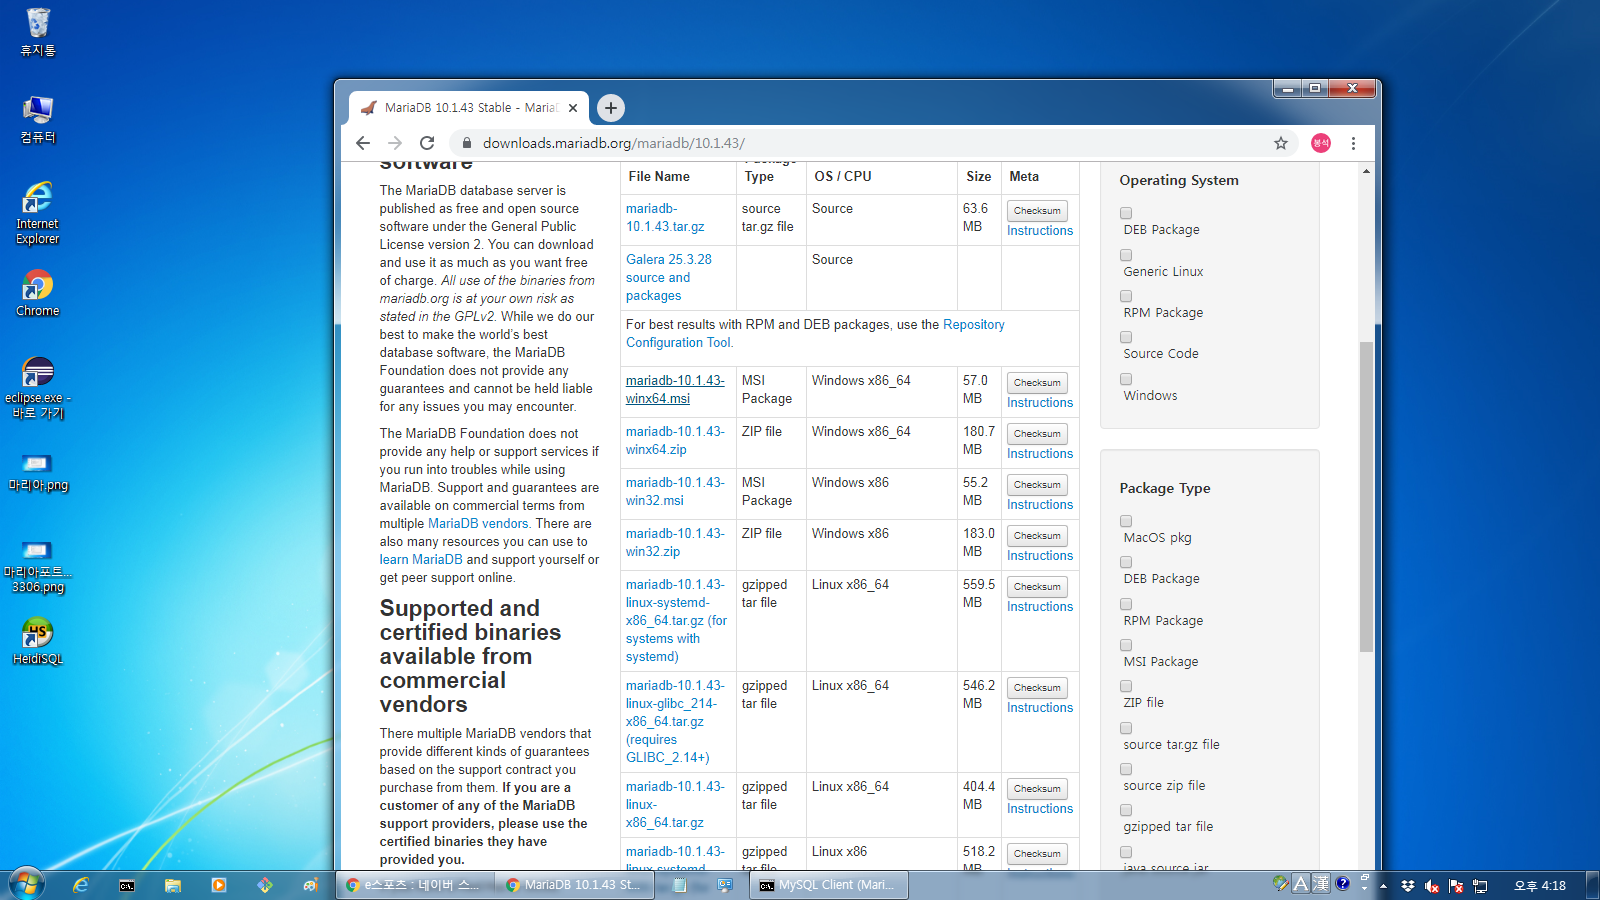 휴지통
컴퓨터
Internet
Explorer
Chrome
eclipse.exe -
바로 가기
마리아.png
마리아포트...
3306.png
HeidiSQL
MariaDB 10.1.43 Stable - Maria
downloads.mariadb.org/mariadb/10.1.43/
봉석
software
The MariaDB database server is
published as free and open source
software under the General Public
License version 2. You can download
and use it as much as you want free
of charge. All use of the binaries from
mariadb.org is at your own risk as
stated in the GPLv2. While we do our
best to make the world's best
database software, the MariaDB
Foundation does not provide any
guarantees and cannot be held liable
for any issues you may encounter.
The MariaDB Foundation does not
provide any help or support services if
you run into troubles while using
MariaDB. Support and guarantees are
available on commercial terms from
multiple MariaDB vendors. There are
also many resources you can use to
learn MariaDB and support yourself or
get peer support online.
Supported and
certified binaries
available from
commercial
vendors
There multiple MariaDB vendors that
provide different kinds of guarantees
based on the support contract you
purchase from them. If you are a
customer of any of the MariaDB
support providers, please use the
certified binaries they have
provided you.
File Name Package Type OS / CPU Size Meta
mariadb- source Source 63.6 Checksum
10.1.43.tar.gz tar.gz file MB Instructions
Galera 25.3.28 Source
source and
packages
For best results with RPM and DEB packages, use the Repository
Configuration Tool.
mariadb-10.1.43- MSI Windows x86_64 57.0 Checksum
winx64.msi Package MB Instructions
mariadb-10.1.43- ZIP file Windows x86_64 180.7 Checksum
winx64.zip MB Instructions
mariadb-10.1.43- MSI Windows x86 55.2 Checksum
win32.msi Package MB Instructions
mariadb-10.1.43- ZIP file Windows x86 183.0 Checksum
win32.zip MB Instructions
mariadb-10.1.43- gzipped Linux x86_64 559.5 Checksum
linux-systemd- tar file MB Instructions
x86_64.tar.gz (for
systems with
systemd)
mariadb-10.1.43- gzipped Linux x86_64 546.2 Checksum
linux-glibc_214- tar file MB Instructions
x86_64.tar.gz
(requires
GLIBC_2.14+)
mariadb-10.1.43- gzipped Linux x86_64 404.4 Checksum
linux- tar file MB Instructions
x86_64.tar.gz
mariadb-10.1.43- gzipped Linux x86 518.2 Checksum
linux-systemd- tar file MB
Operating System
DEB Package
Generic Linux
RPM Package
Source Code
Windows
Package Type
MacOS pkg
DEB Package
RPM Package
MSI Package
ZIP file
source tar.gz file
source zip file
gzipped tar file
java source jar
e스포츠 : 네이버 스...
MariaDB 10.1.43 St...
MySQL Client (Mari...
A 漢
오후 4:18